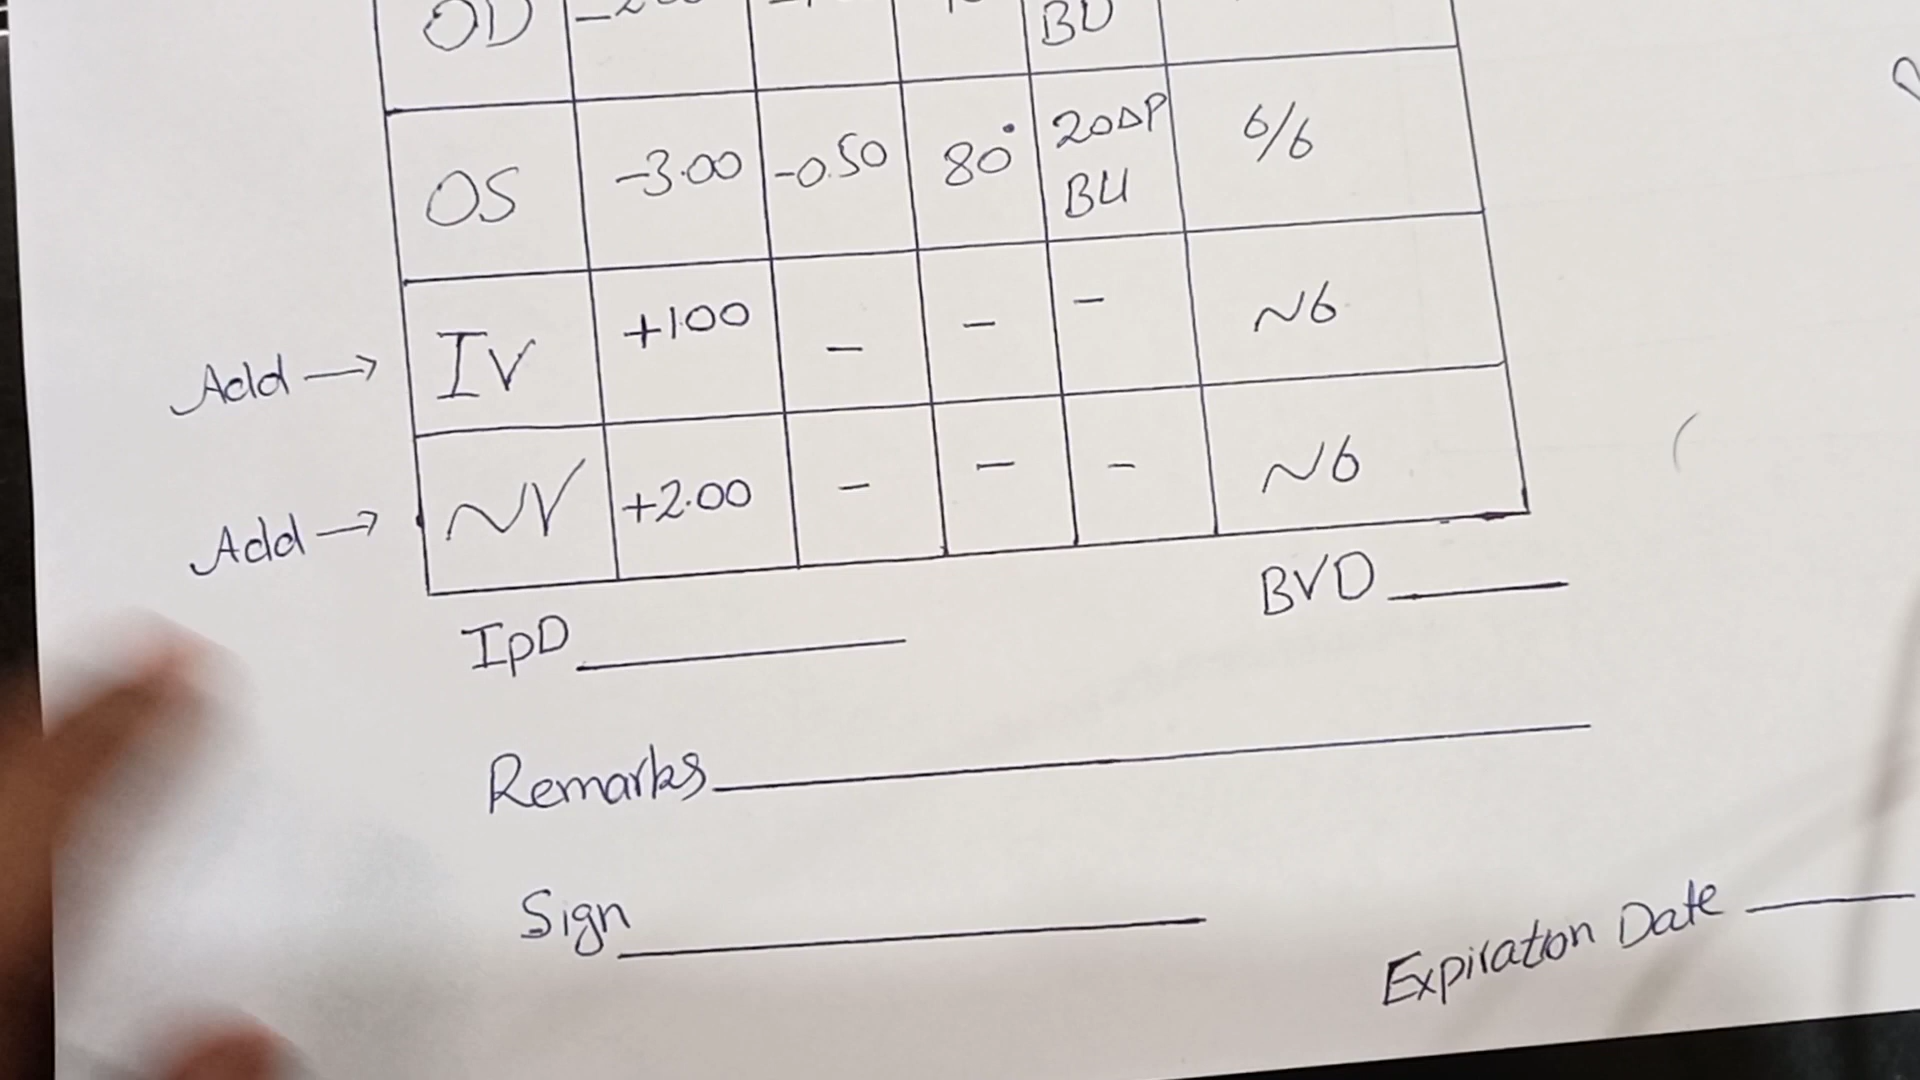 OD BD
OS -3.00 -0.50 80° 20ΔP BU 6/6
Add → IV +1.00 - - - N6
Add → NV +2.00 - - - N6
IpD BVD
Remarks
Sign
Expiration Date